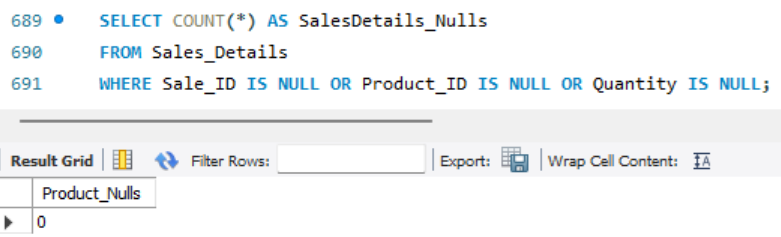 689 SELECT COUNT(*) AS SalesDetails_Nulls
690 FROM Sales_Details
691 WHERE Sale_ID IS NULL OR Product_ID IS NULL OR Quantity IS NULL;
Result Grid Filter Rows: Export: Wrap Cell Content: IA
Product_Nulls
0